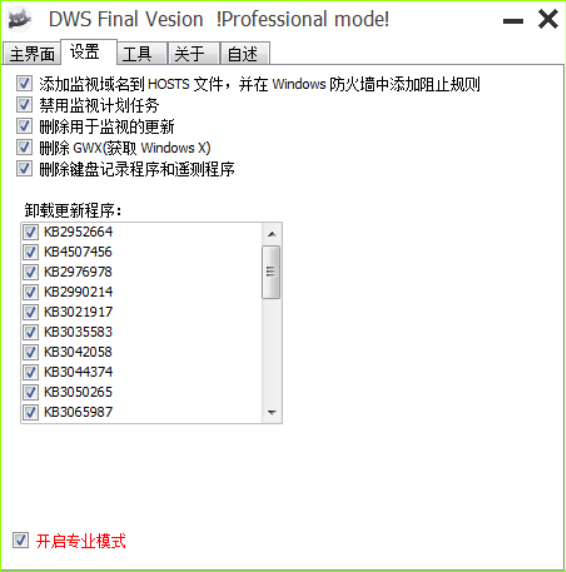 DWS Final Vesion !Professional mode!
主界面 设置 工具 关于 自述
添加监视域名到 HOSTS 文件，并在 Windows 防火墙中添加阻止规则
禁用监视计划任务
删除用于监视的更新
删除 GWX(获取 Windows X)
删除键盘记录程序和遥测程序
卸载更新程序：
KB2952664
KB4507456
KB2976978
KB2990214
KB3021917
KB3035583
KB3042058
KB3044374
KB3050265
KB3065987
开启专业模式